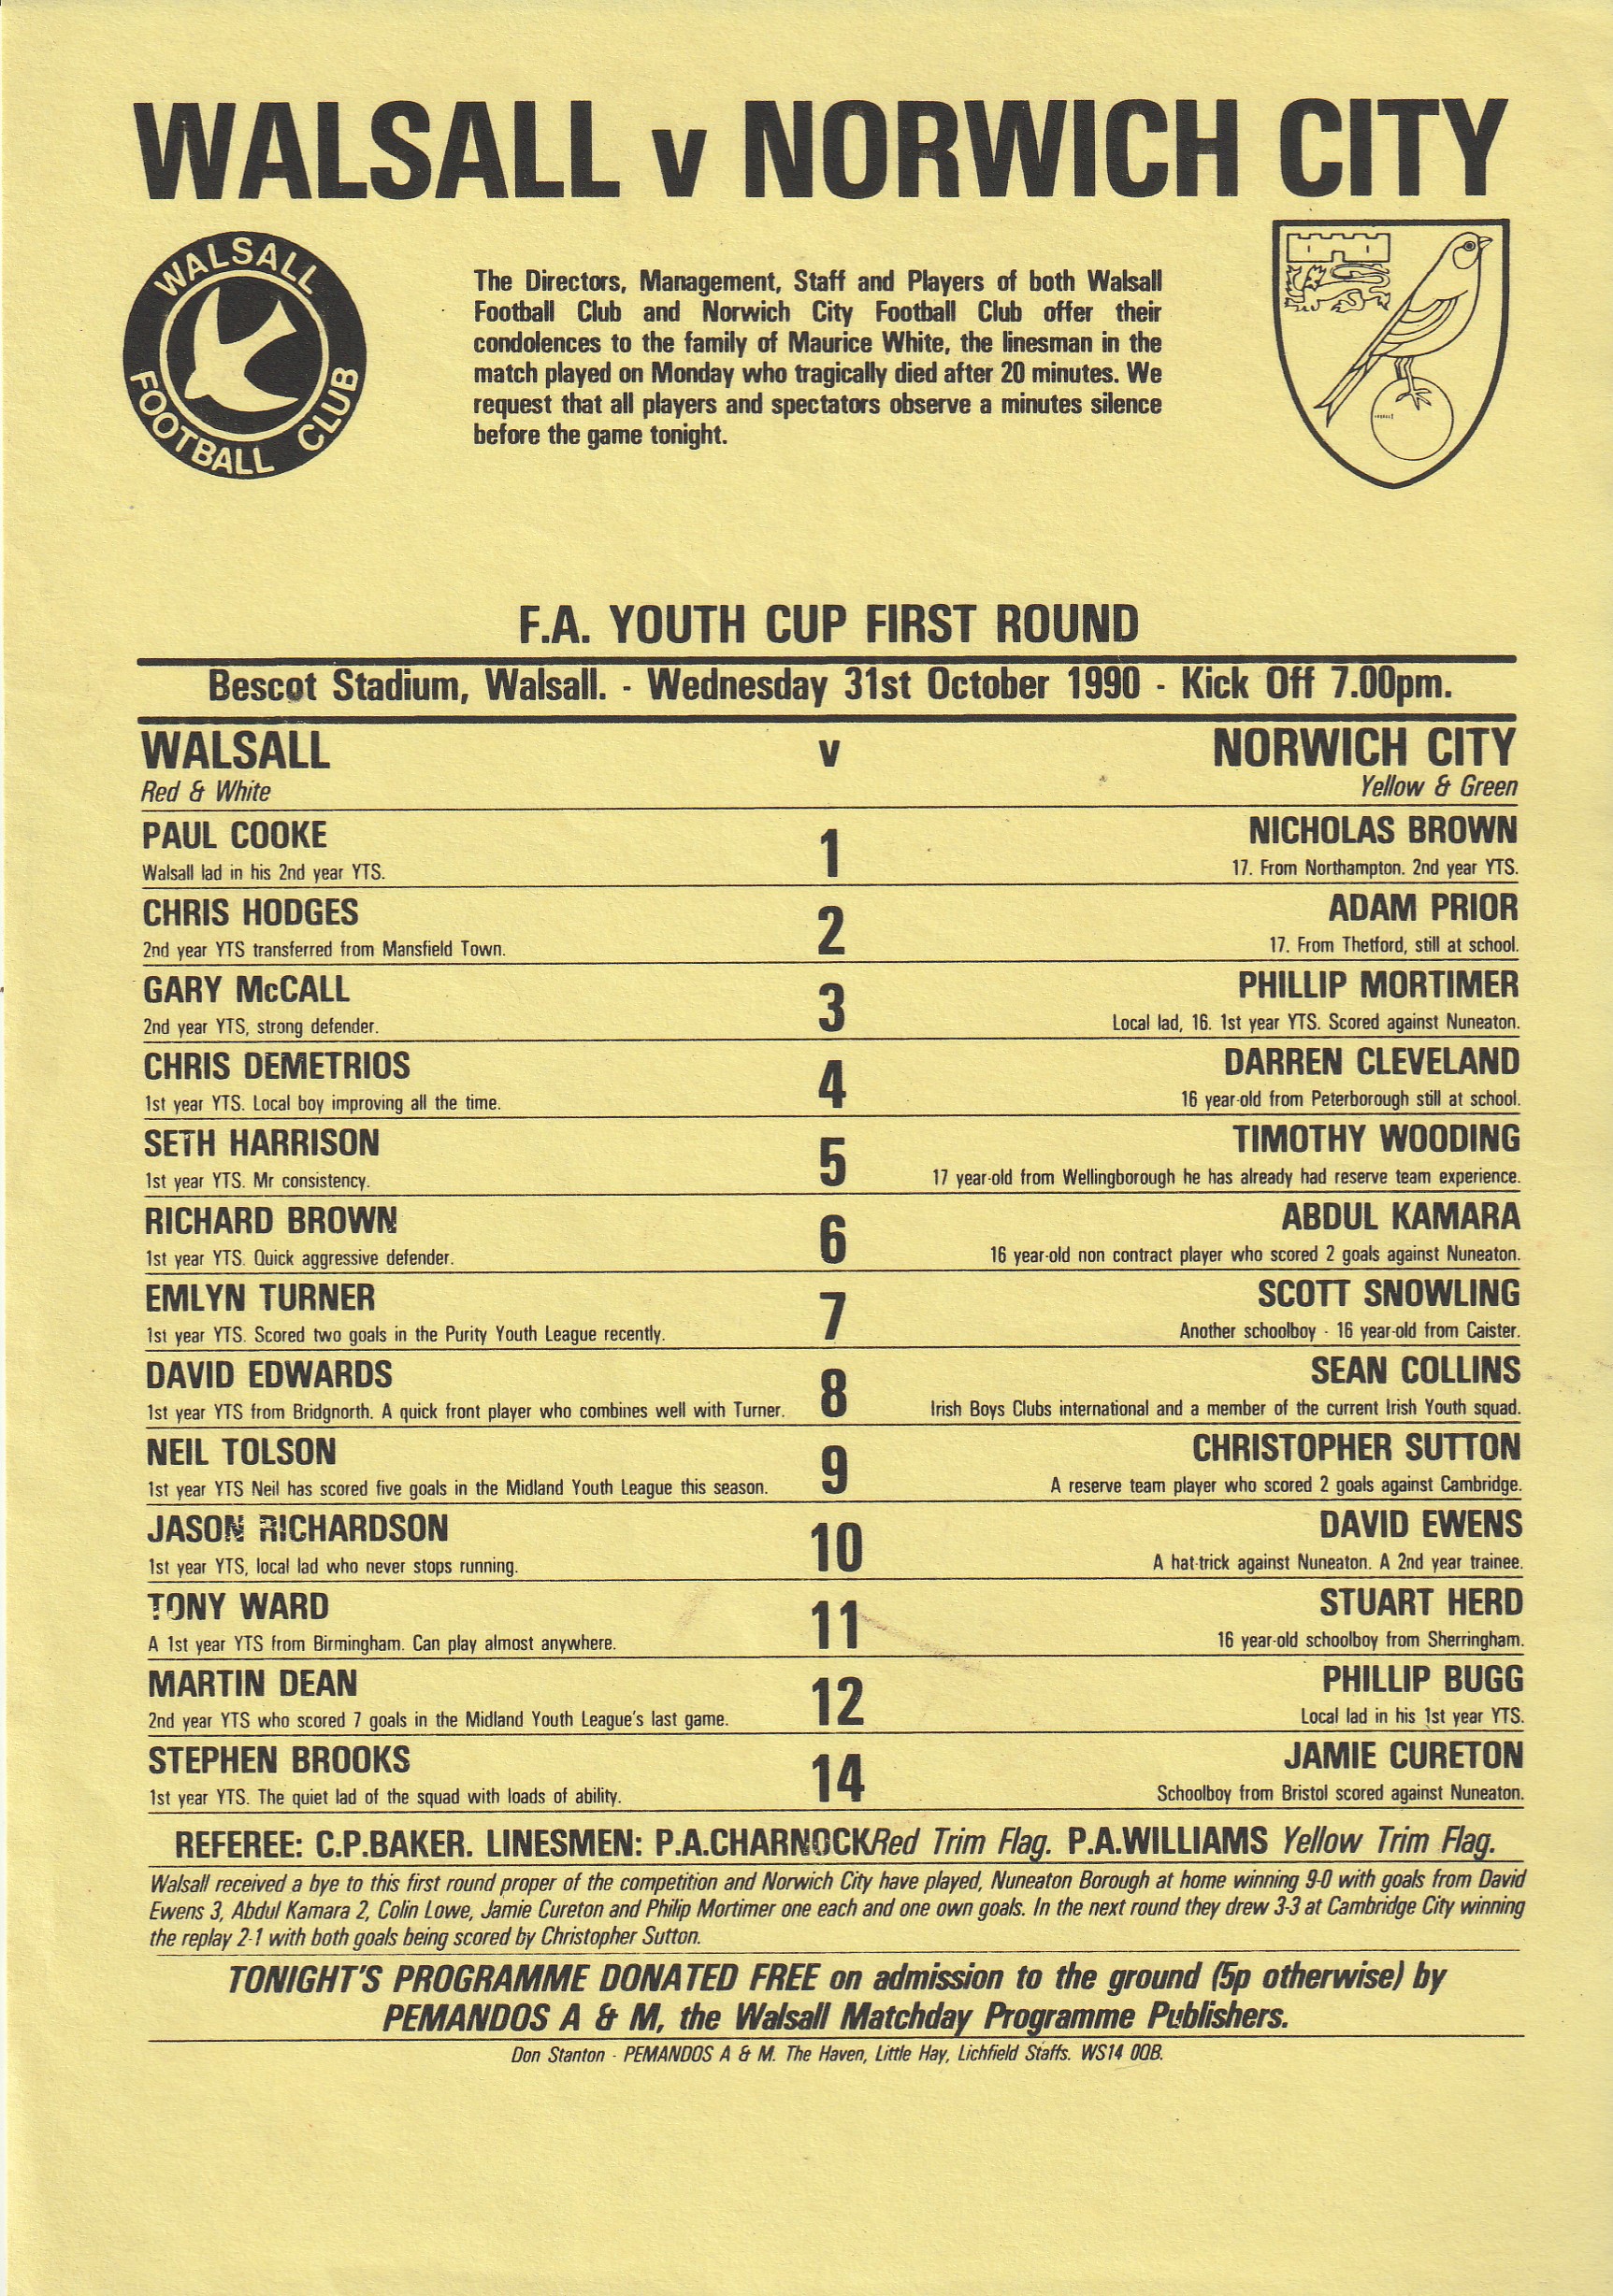 WALSALL v NORWICH CITY
WALSALL
FOOTBALL CLUB
The Directors, Management, Staff and Players of both Walsall
Football Club and Norwich City Football Club offer their
condolences to the family of Maurice White, the linesman in the
match played on Monday who tragically died after 20 minutes. We
request that all players and spectators observe a minutes silence
before the game tonight.
F.A. YOUTH CUP FIRST ROUND
Bescot Stadium, Walsall. - Wednesday 31st October 1990 - Kick Off 7.00pm.
WALSALL v NORWICH CITY
Red & White Yellow & Green
PAUL COOKE 1 NICHOLAS BROWN
Walsall lad in his 2nd year YTS. 17. From Northampton. 2nd year YTS.
CHRIS HODGES 2 ADAM PRIOR
2nd year YTS transferred from Mansfield Town. 17. From Thetford, still at school.
GARY McCALL 3 PHILLIP MORTIMER
2nd year YTS, strong defender. Local lad, 16. 1st year YTS. Scored against Nuneaton.
CHRIS DEMETRIOS 4 DARREN CLEVELAND
1st year YTS. Local boy improving all the time. 16 year-old from Peterborough still at school.
SETH HARRISON 5 TIMOTHY WOODING
1st year YTS. Mr consistency. 17 year-old from Wellingborough he has already had reserve team experience.
RICHARD BROWN 6 ABDUL KAMARA
1st year YTS. Quick aggressive defender. 16 year-old non contract player who scored 2 goals against Nuneaton.
EMLYN TURNER 7 SCOTT SNOWLING
1st year YTS. Scored two goals in the Purity Youth League recently. Another schoolboy - 16 year-old from Caister.
DAVID EDWARDS 8 SEAN COLLINS
1st year YTS from Bridgnorth. A quick front player who combines well with Turner. Irish Boys Clubs international and a member of the current Irish Youth squad.
NEIL TOLSON 9 CHRISTOPHER SUTTON
1st year YTS Neil has scored five goals in the Midland Youth League this season. A reserve team player who scored 2 goals against Cambridge.
JASON RICHARDSON 10 DAVID EWENS
1st year YTS, local lad who never stops running. A hat-trick against Nuneaton. A 2nd year trainee.
TONY WARD 11 STUART HERD
A 1st year YTS from Birmingham. Can play almost anywhere. 16 year-old schoolboy from Sherringham.
MARTIN DEAN 12 PHILLIP BUGG
2nd year YTS who scored 7 goals in the Midland Youth League's last game. Local lad in his 1st year YTS.
STEPHEN BROOKS 14 JAMIE CURETON
1st year YTS. The quiet lad of the squad with loads of ability. Schoolboy from Bristol scored against Nuneaton.
REFEREE: C.P.BAKER. LINESMEN: P.A.CHARNOCK Red Trim Flag. P.A.WILLIAMS Yellow Trim Flag.
Walsall received a bye to this first round proper of the competition and Norwich City have played, Nuneaton Borough at home winning 9-0 with goals from David
Ewens 3, Abdul Kamara 2, Colin Lowe, Jamie Cureton and Philip Mortimer one each and one own goals. In the next round they drew 3-3 at Cambridge City winning
the replay 2-1 with both goals being scored by Christopher Sutton.
TONIGHT'S PROGRAMME DONATED FREE on admission to the ground (5p otherwise) by
PEMANDOS A & M, the Walsall Matchday Programme Publishers.
Don Stanton - PEMANDOS A & M. The Haven, Little Hay, Lichfield Staffs. WS14 0QB.